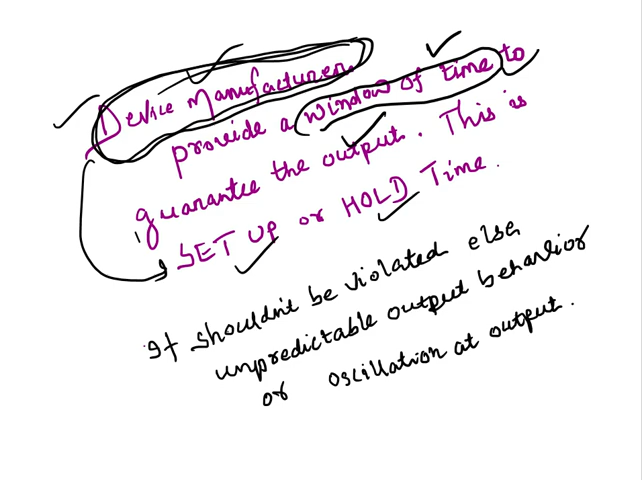 Device Manufacturers
provide a window of time to
guarantee the output. This is
SET UP or HOLD Time.
It shouldn't be violated else
unpredictable output behavior
or oscillation at output.